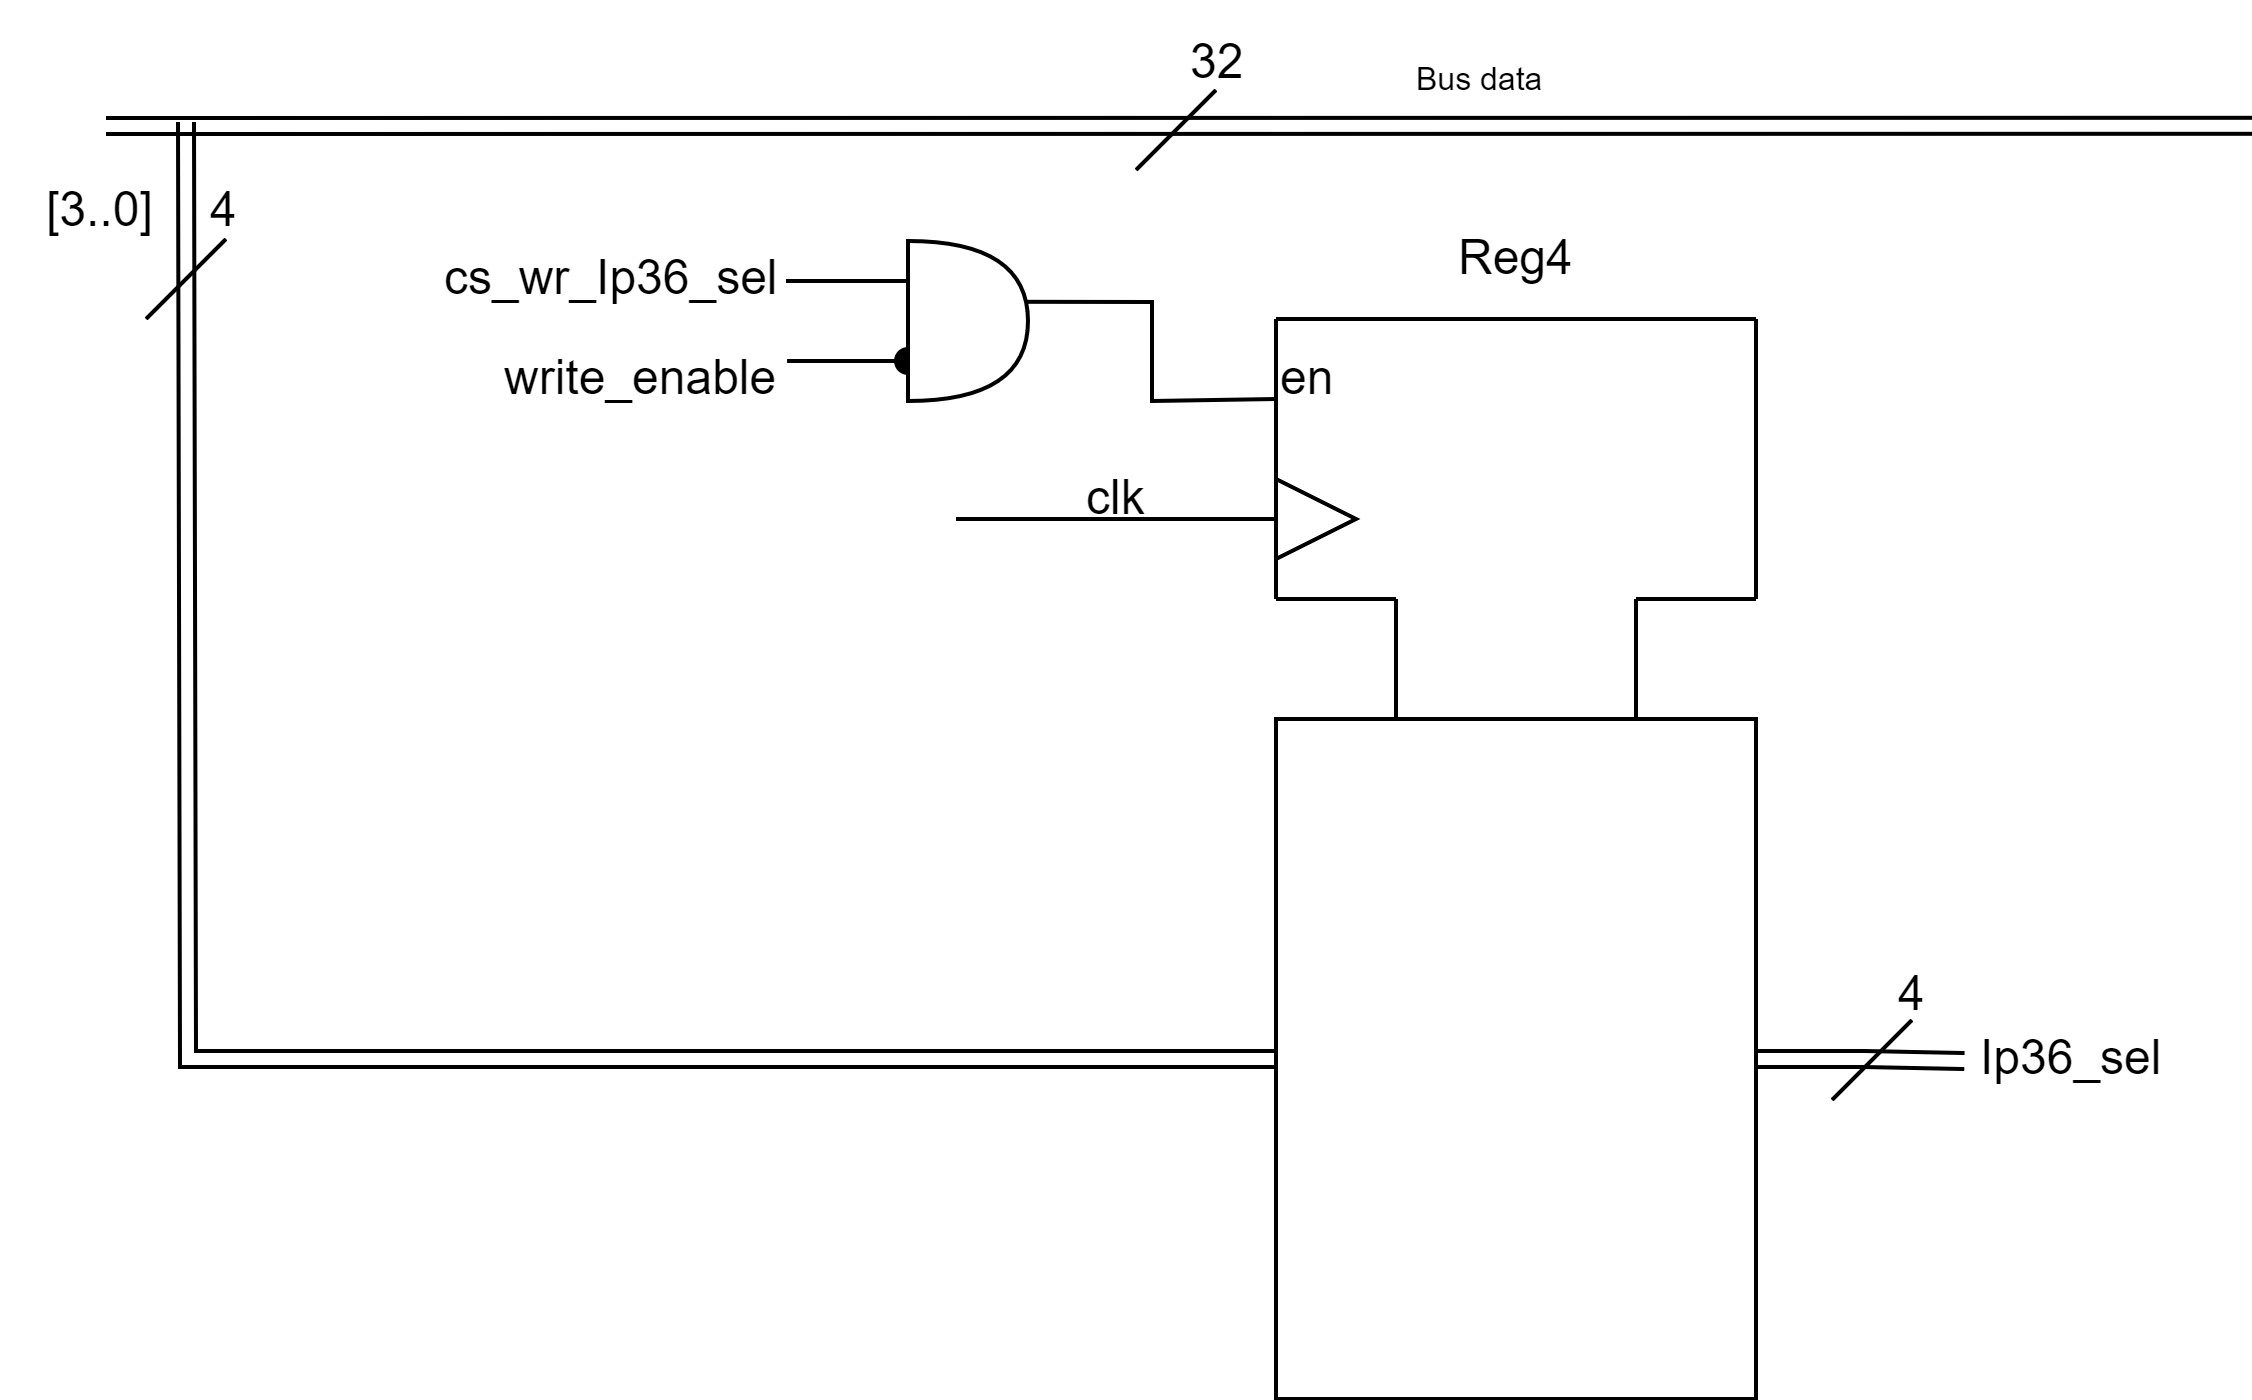 32
Bus data
[3..0]
4
Reg4
cs_wr_lp36_sel
write_enable
en
clk
4
lp36_sel